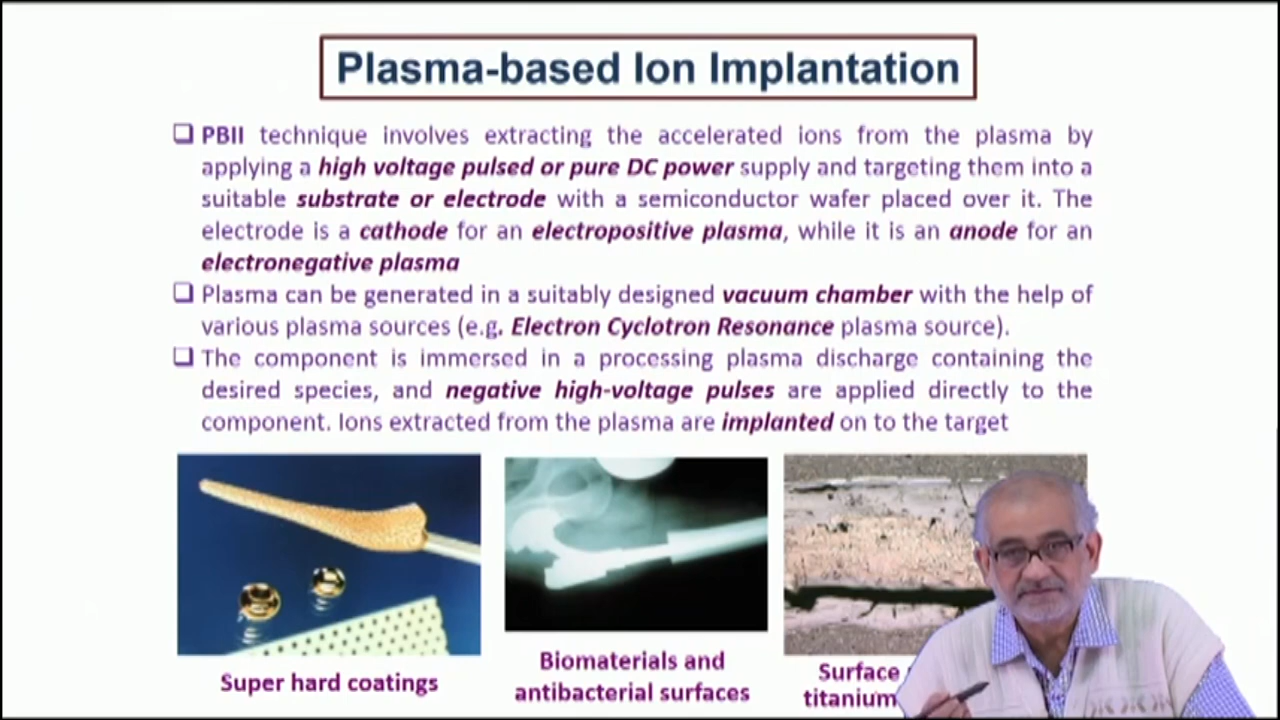 Plasma-based Ion Implantation
❑ PBII technique involves extracting the accelerated ions from the plasma by
applying a high voltage pulsed or pure DC power supply and targeting them into a
suitable substrate or electrode with a semiconductor wafer placed over it. The
electrode is a cathode for an electropositive plasma, while it is an anode for an
electronegative plasma
❑ Plasma can be generated in a suitably designed vacuum chamber with the help of
various plasma sources (e.g. Electron Cyclotron Resonance plasma source).
❑ The component is immersed in a processing plasma discharge containing the
desired species, and negative high-voltage pulses are applied directly to the
component. Ions extracted from the plasma are implanted on to the target
Super hard coatings
Biomaterials and
antibacterial surfaces
Surface
titanium